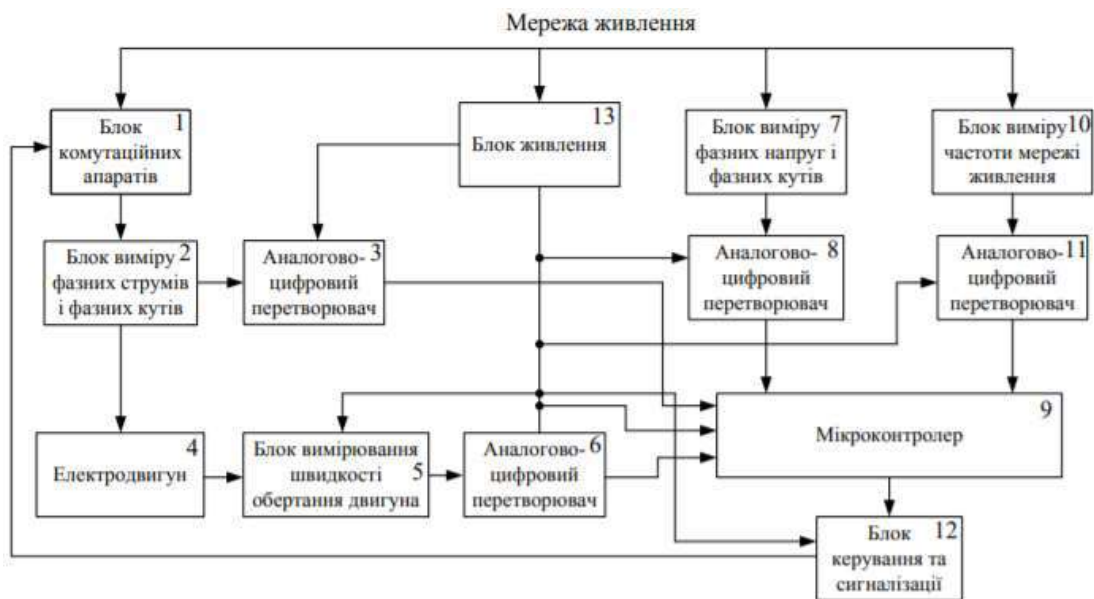 Мережа живлення
1
Блок
комутаційних
апаратів
13
Блок живлення
Блок виміру 7
фазних напруг і
фазних кутів
Блок виміру 10
частоти мережі
живлення
Блок виміру 2
фазних струмів
і фазних кутів
Аналогово- 3
цифровий
перетворювач
Аналогово- 8
цифровий
перетворювач
Аналогово- 11
цифровий
перетворювач
4
Електродвигун
Блок вимірювання
швидкості 5
обертання двигуна
Аналогово- 6
цифровий
перетворювач
9
Мікроконтролер
Блок 12
керування та
сигналізації